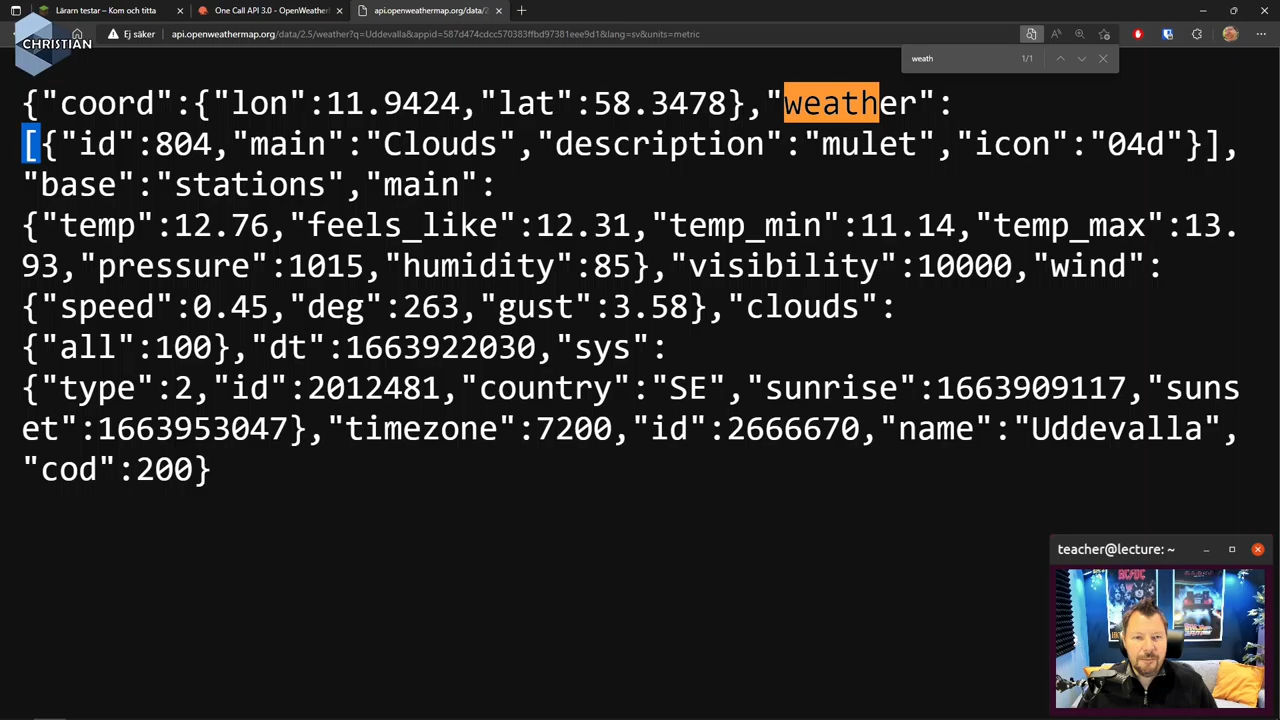 Lärarn testar – Kom och titta
One Call API 3.0 - OpenWeatherM
api.openweathermap.org/data/2
CHRISTIAN
Ej säker
api.openweathermap.org/data/2.5/weather?q=Uddevalla&appid=587d474cdcc570383ffbd97381eee9d1&lang=sv&units=metric
weath
1/1
{"coord":{"lon":11.9424,"lat":58.3478},"weather":
[{"id":804,"main":"Clouds","description":"mulet","icon":"04d"}],
"base":"stations","main":
{"temp":12.76,"feels_like":12.31,"temp_min":11.14,"temp_max":13.
93,"pressure":1015,"humidity":85},"visibility":10000,"wind":
{"speed":0.45,"deg":263,"gust":3.58},"clouds":
{"all":100},"dt":1663922030,"sys":
{"type":2,"id":2012481,"country":"SE","sunrise":1663909117,"suns
et":1663953047},"timezone":7200,"id":2666670,"name":"Uddevalla",
"cod":200}
teacher@lecture: ~
AC/DC